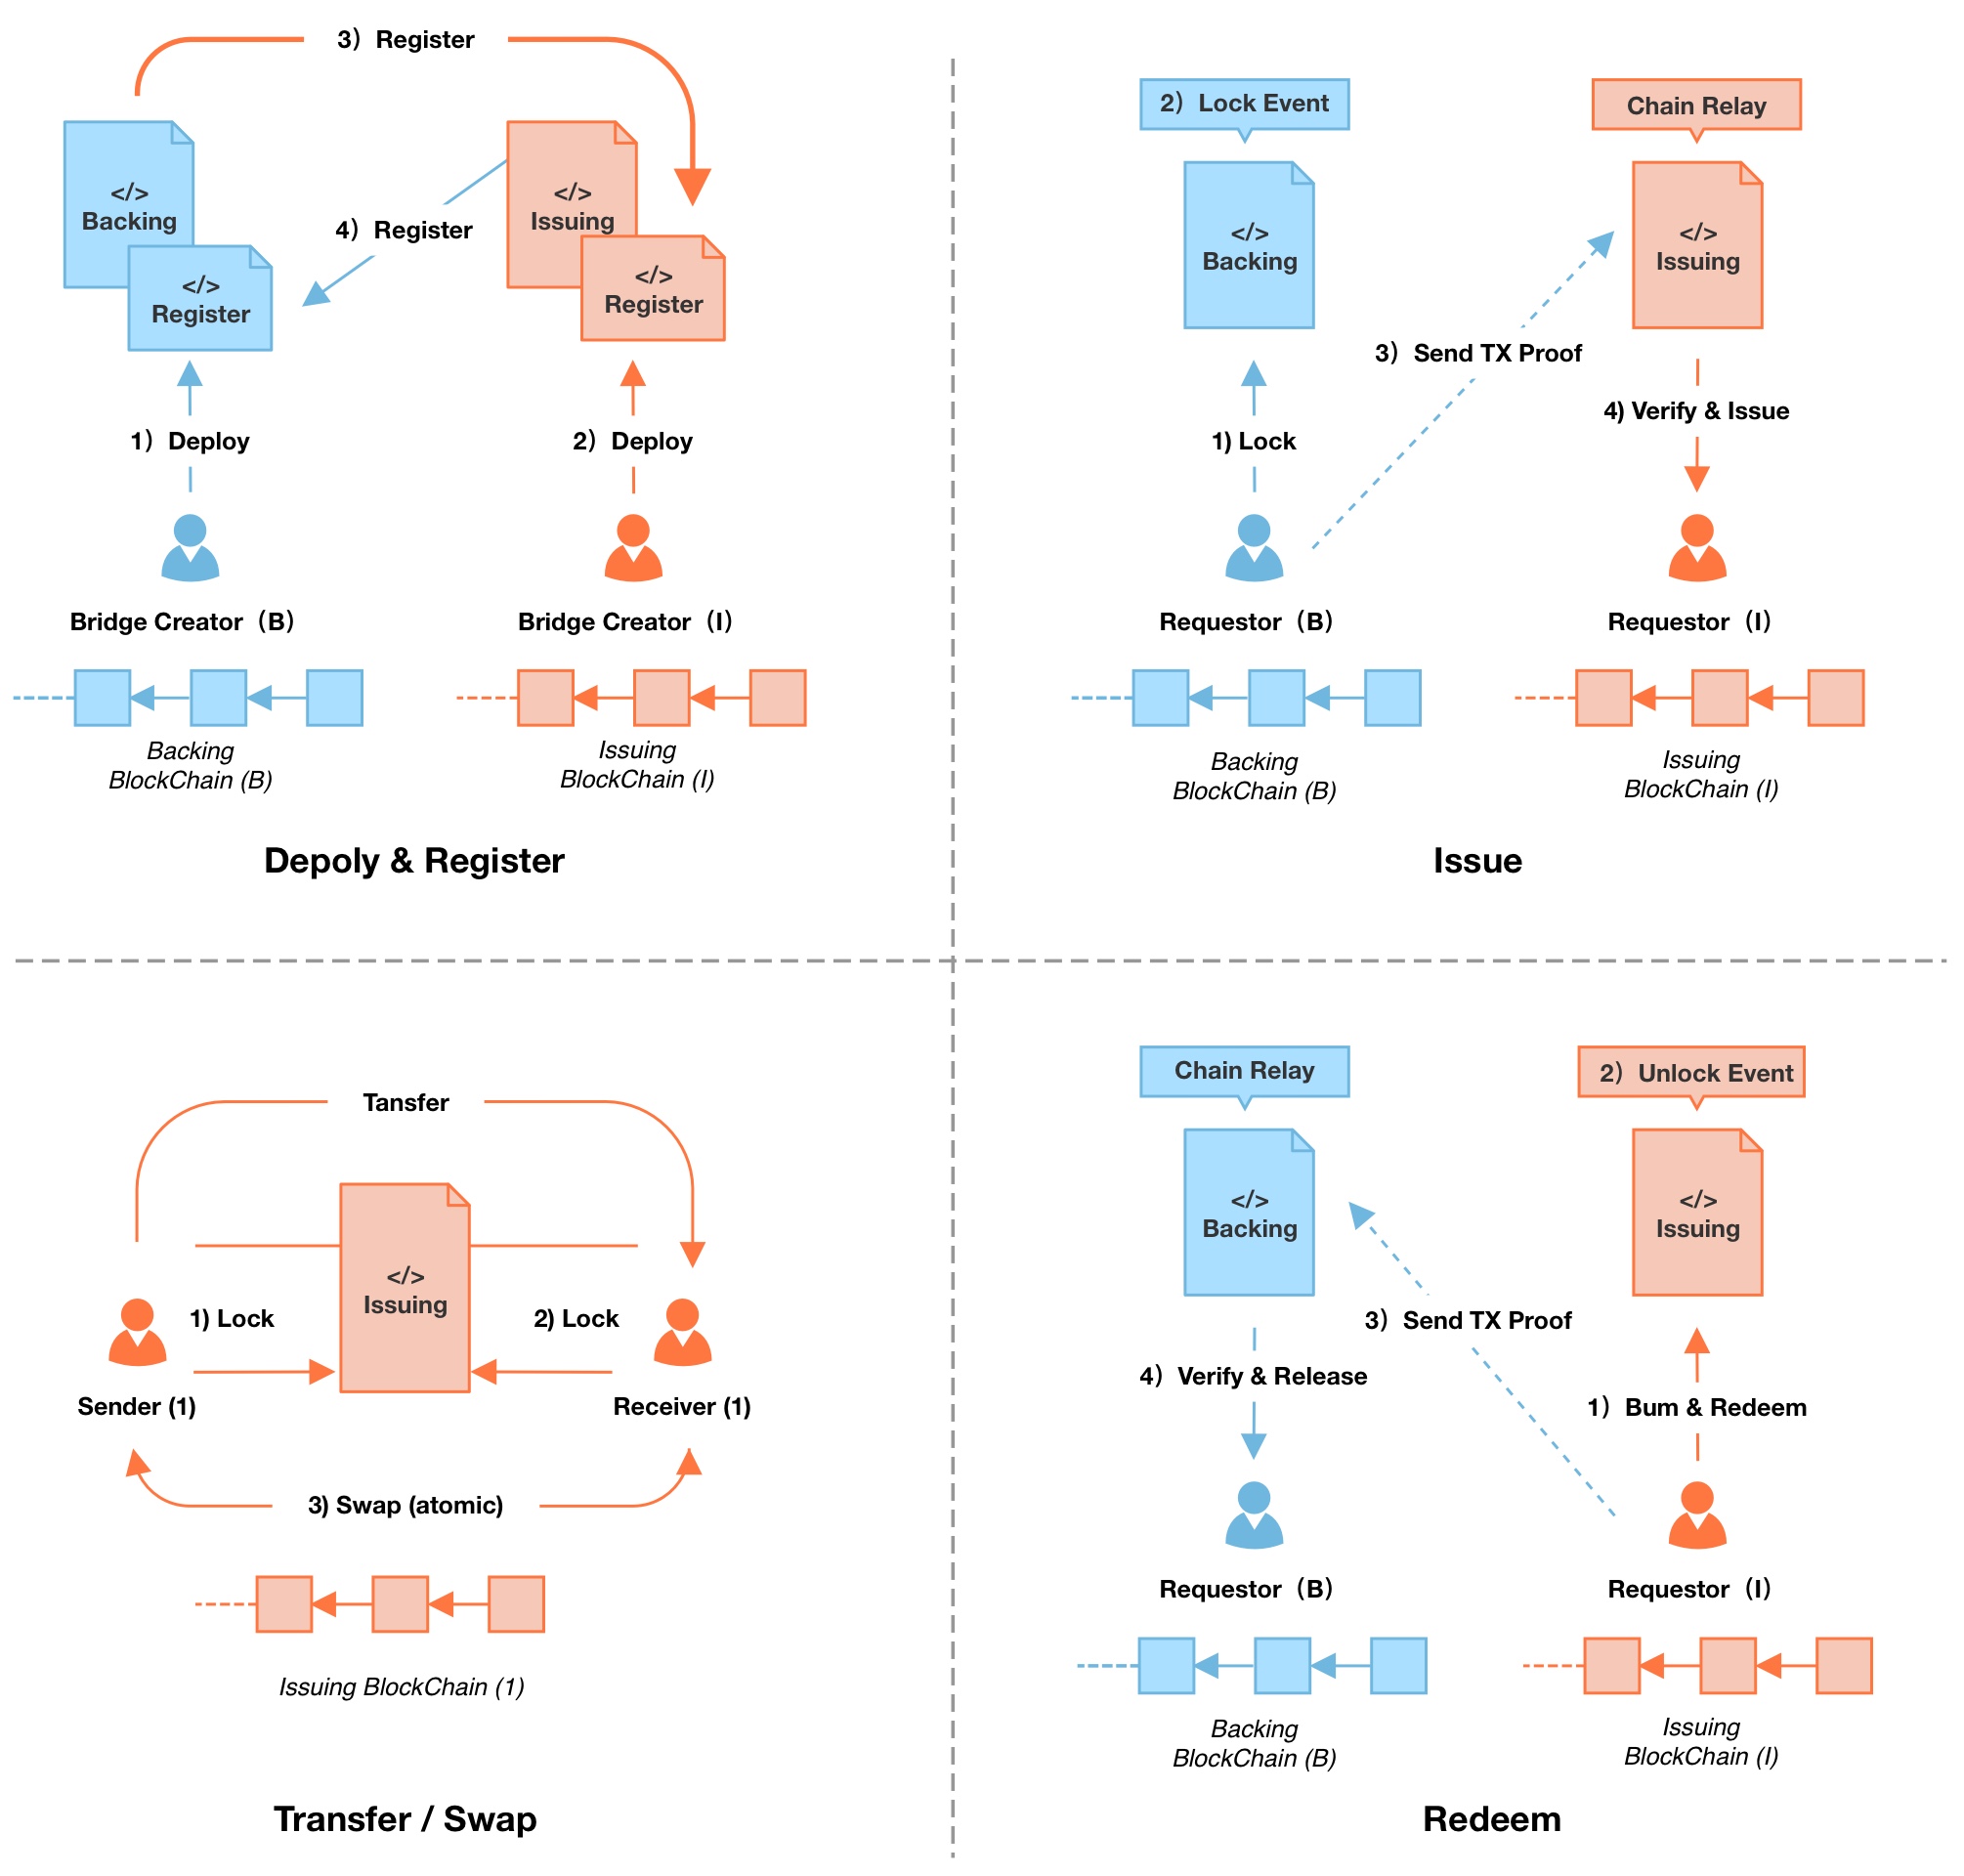 3）Register
</>
Backing
</>
Register
4）Register
</>
Issuing
</>
Register
1）Deploy
2）Deploy
Bridge Creator（B）
Bridge Creator（I）
Backing
BlockChain (B)
Issuing
BlockChain (I)
Depoly & Register
2）Lock Event
Chain Relay
</>
Backing
</>
Issuing
3）Send TX Proof
1) Lock
4) Verify & Issue
Requestor（B）
Requestor（I）
Backing
BlockChain (B)
Issuing
BlockChain (I)
Issue
Tansfer
</>
Issuing
1) Lock
2) Lock
Sender (1)
Receiver (1)
3) Swap (atomic)
Issuing BlockChain (1)
Transfer / Swap
Chain Relay
2）Unlock Event
</>
Backing
</>
Issuing
3）Send TX Proof
4）Verify & Release
1）Bum & Redeem
Requestor（B）
Requestor（I）
Backing
BlockChain (B)
Issuing
BlockChain (I)
Redeem